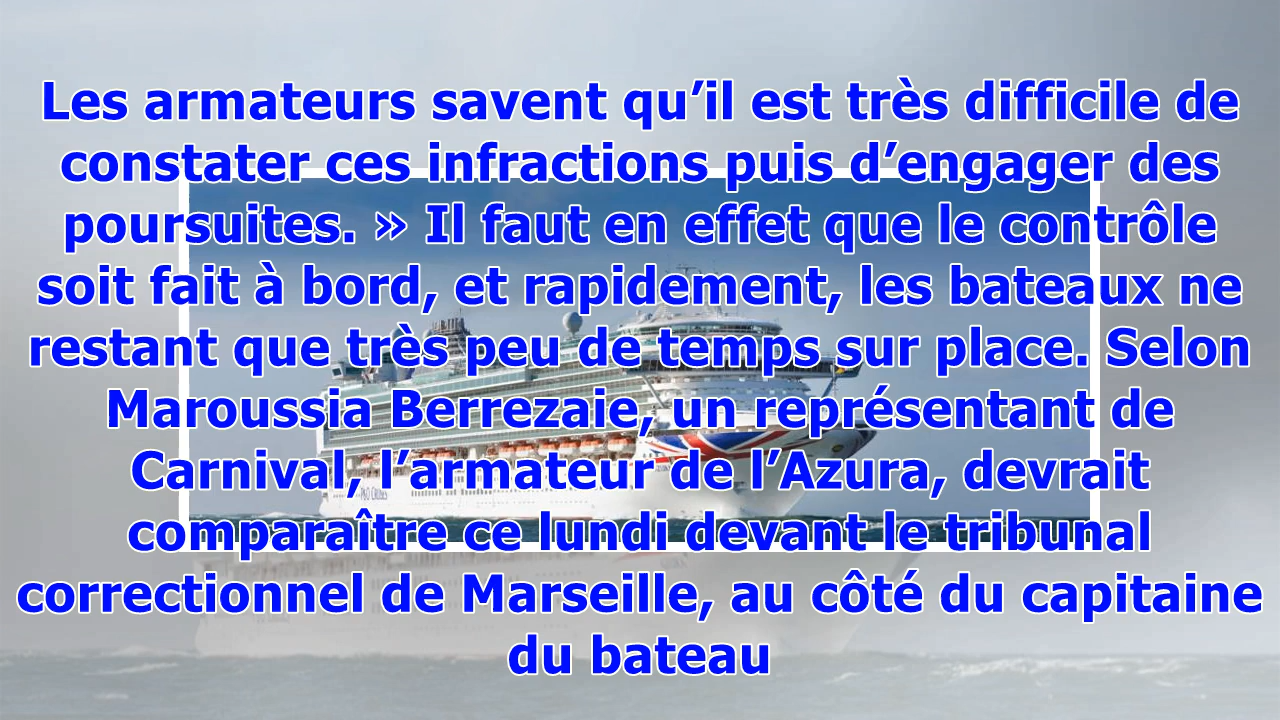 Les armateurs savent qu’il est très difficile de
constater ces infractions puis d’engager des
poursuites. » Il faut en effet que le contrôle
soit fait à bord, et rapidement, les bateaux ne
restant que très peu de temps sur place. Selon
Maroussia Berrezaie, un représentant de
Carnival, l’armateur de l’Azura, devrait
comparaître ce lundi devant le tribunal
correctionnel de Marseille, au côté du capitaine
du bateau
P&O CRUISES